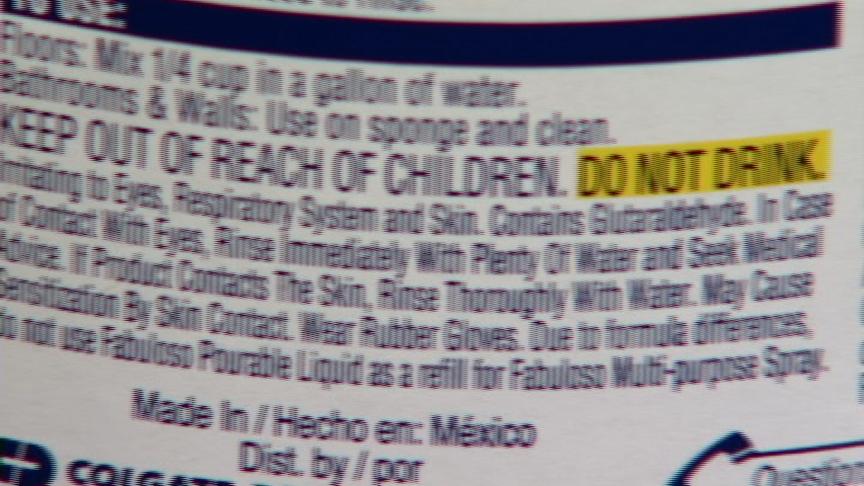 To use:
Floors: Mix 1/4 cup in a gallon of water.
Bathrooms & Walls: Use on sponge and clean.
KEEP OUT OF REACH OF CHILDREN. DO NOT DRINK.
Irritating to Eyes, Respiratory System and Skin. Contains Glutaraldehyde. In Case
of Contact With Eyes, Rinse Immediately With Plenty Of Water and Seek Medical
Advice. If Product Contacts The Skin, Rinse Thoroughly With Water. May Cause
Sensitization By Skin Contact. Wear Rubber Gloves. Due to formula differences,
do not use Fabuloso Pourable Liquid as a refill for Fabuloso Multi-purpose Spray.
Made In / Hecho en: México
Dist. by / por
COLGATE
Question